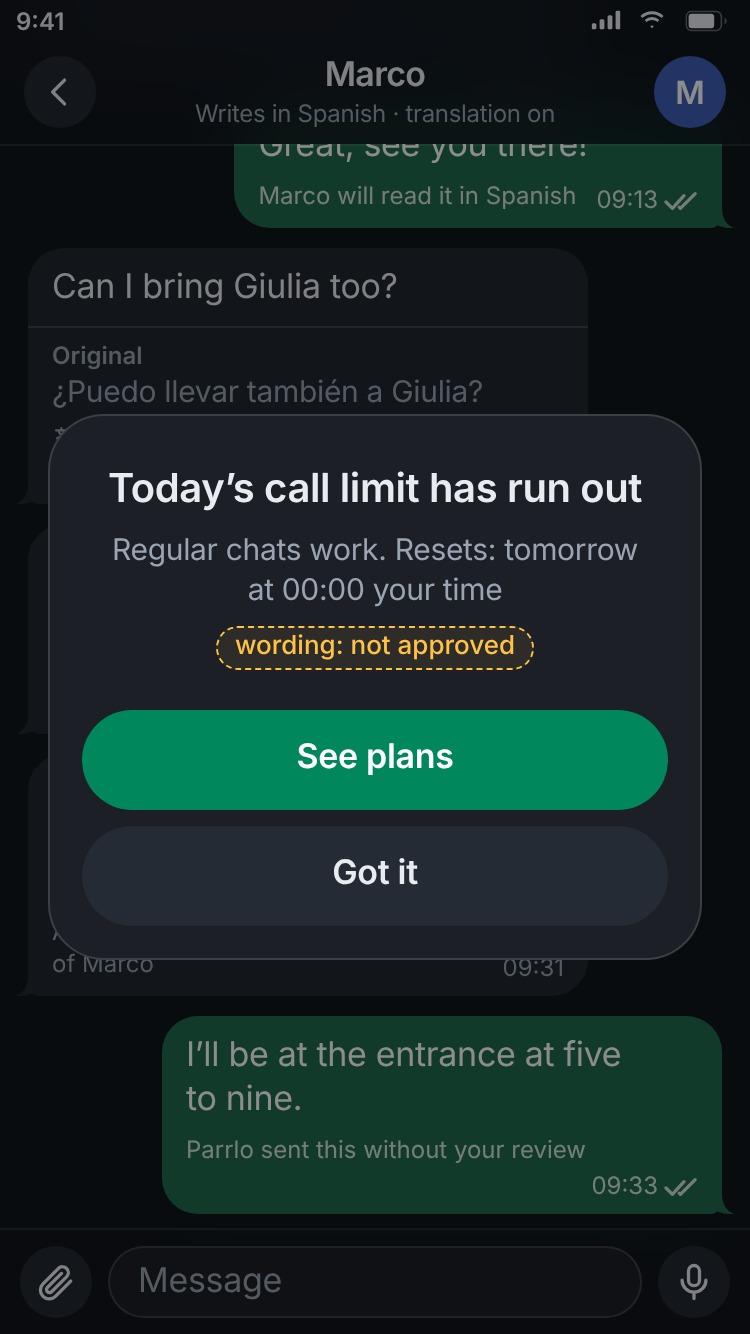 9:41
Marco
Writes in Spanish · translation on
M
Great, see you there!
Marco will read it in Spanish 09:13
Can I bring Giulia too?
Original
¿Puedo llevar también a Giulia?
Today’s call limit has run out
Regular chats work. Resets: tomorrow
at 00:00 your time
wording: not approved
See plans
Got it
of Marco 09:31
I’ll be at the entrance at five
to nine.
Parrlo sent this without your review
09:33
Message